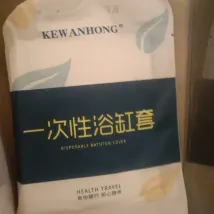 KEWANHONG®
一次性浴缸套
DISPOSABLE BATHTUB COVER
HEALTH TRAVEL